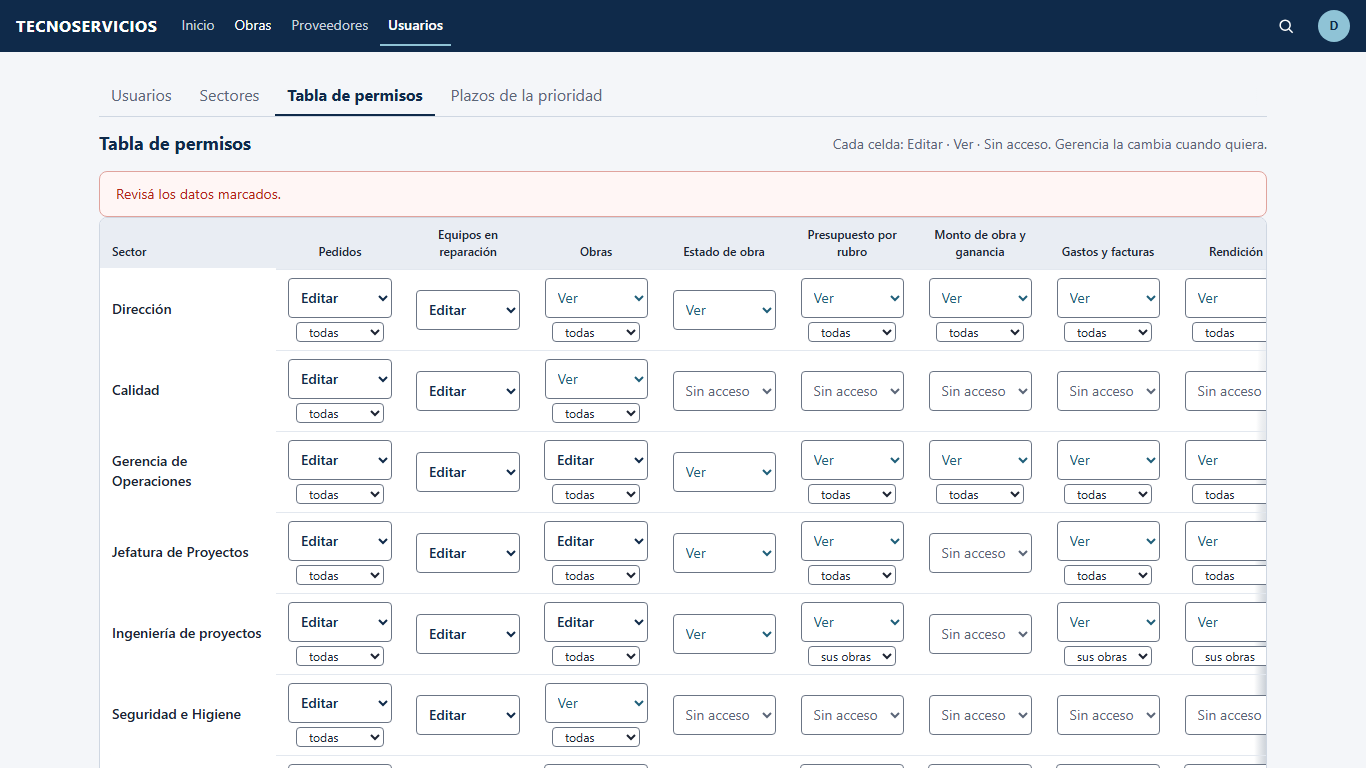 TECNOSERVICIOS Inicio Obras Proveedores Usuarios D
Usuarios Sectores Tabla de permisos Plazos de la prioridad
Tabla de permisos Cada celda: Editar · Ver · Sin acceso. Gerencia la cambia cuando quiera.
Revisá los datos marcados.
Sector Pedidos Equipos en reparación Obras Estado de obra Presupuesto por rubro Monto de obra y ganancia Gastos y facturas Rendición
Dirección Editar Editar Ver Ver Ver Ver Ver Ver
todas todas todas todas todas todas
Calidad Editar Editar Ver Sin acceso Sin acceso Sin acceso Sin acceso Sin acceso
todas todas
Gerencia de Operaciones Editar Editar Editar Ver Ver Ver Ver Ver
todas todas todas todas todas todas
Jefatura de Proyectos Editar Editar Editar Ver Ver Sin acceso Ver Ver
todas todas todas todas todas
Ingeniería de proyectos Editar Editar Editar Ver Ver Sin acceso Ver Ver
todas todas sus obras sus obras sus obras
Seguridad e Higiene Editar Editar Ver Sin acceso Sin acceso Sin acceso Sin acceso Sin acceso
todas todas